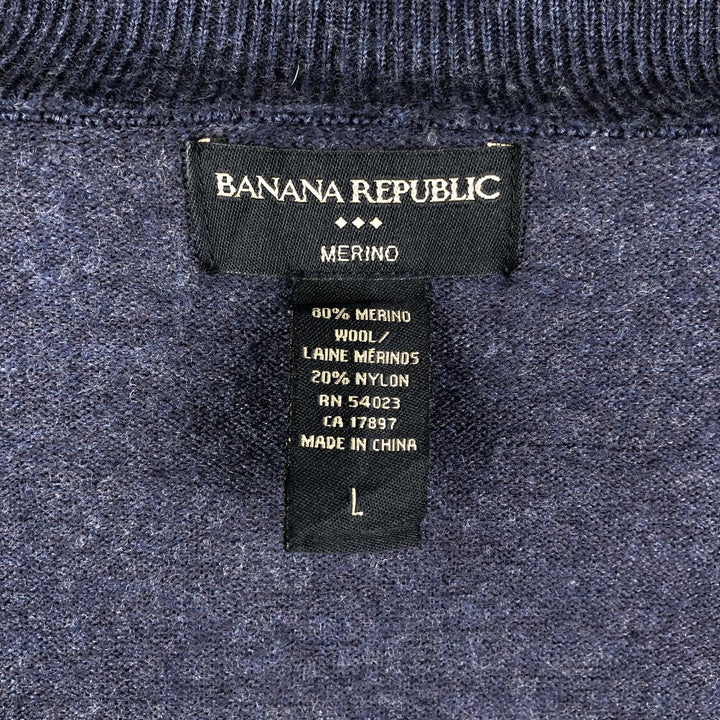 BANANA REPUBLIC
MERINO
80% MERINO
WOOL/
LAINE MÉRINOS
20% NYLON
RN 54023
CA 17897
MADE IN CHINA
L